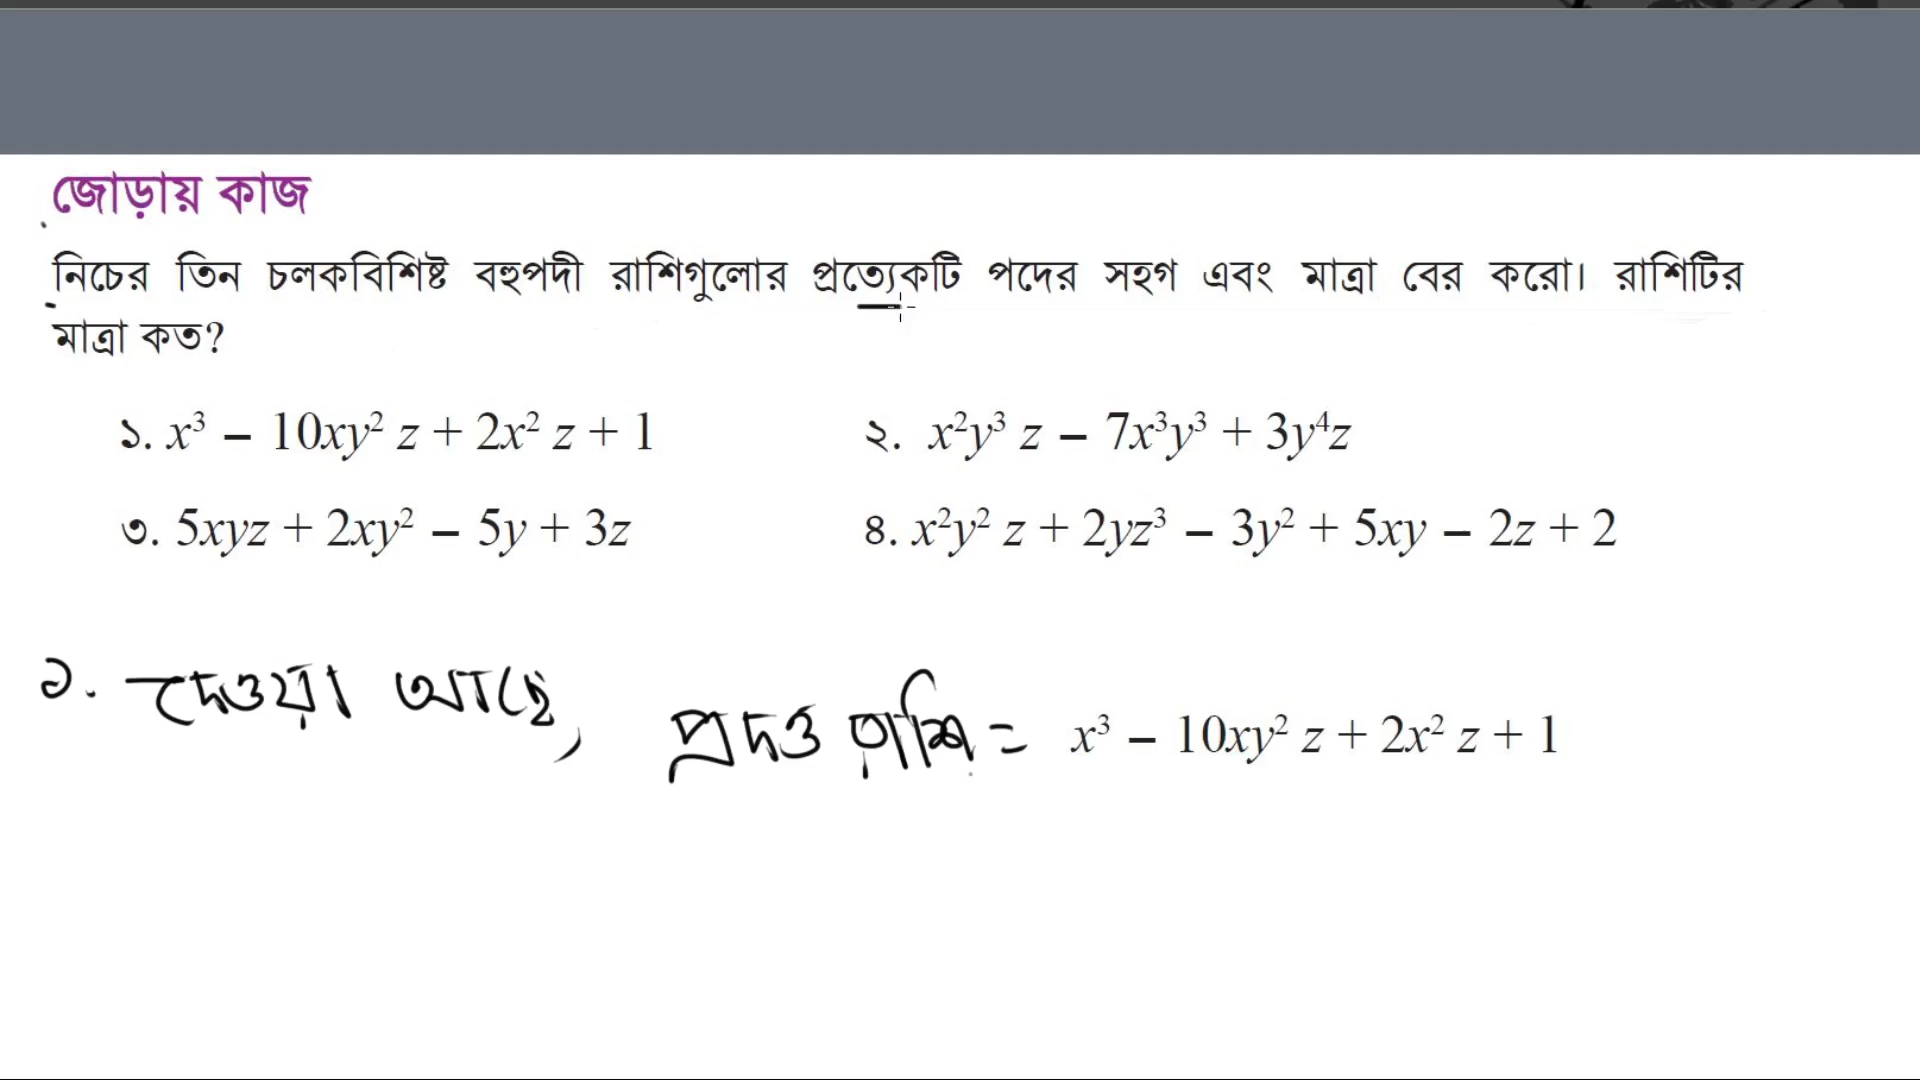 জোড়ায় কাজ
নিচের তিন চলকবিশিষ্ট বহুপদী রাশিগুলোর প্রত্যেকটি পদের সহগ এবং মাত্রা বের করো। রাশিটির
মাত্রা কত?
১. x³ – 10xy² z + 2x² z + 1 ২. x²y³ z – 7x³y³ + 3y⁴z
৩. 5xyz + 2xy² – 5y + 3z 8. x²y² z + 2yz³ – 3y² + 5xy – 2z + 2
১. দেওয়া আছে, প্রদত্ত রাশি = x³ – 10xy² z + 2x² z + 1